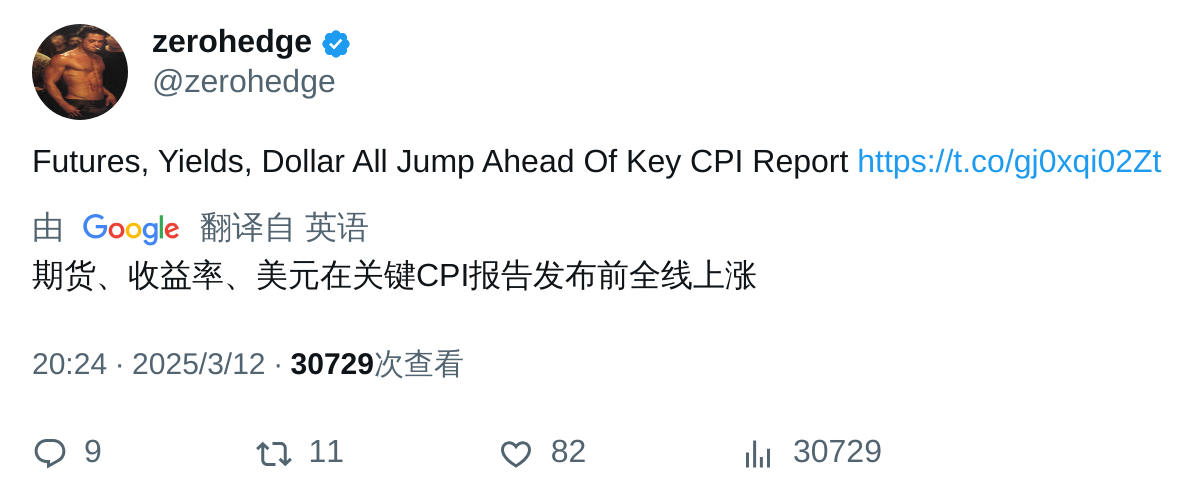 zerohedge
@zerohedge
Futures, Yields, Dollar All Jump Ahead Of Key CPI Report https://t.co/gj0xqi02Zt
由 Google 翻译自 英语
期货、收益率、美元在关键CPI报告发布前全线上涨
20:24 · 2025/3/12 · 30729次查看
9 11 82 30729